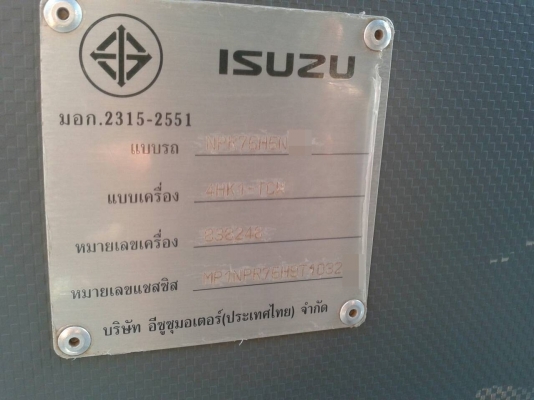 ISUZU
มอก.2315-2551
แบบรถ
แบบเครื่อง
หมายเลขเครื่อง 032242
หมายเลขแชสซิส
บริษัท อีซูซุมอเตอร์(ประเทศไทย) จำกัด